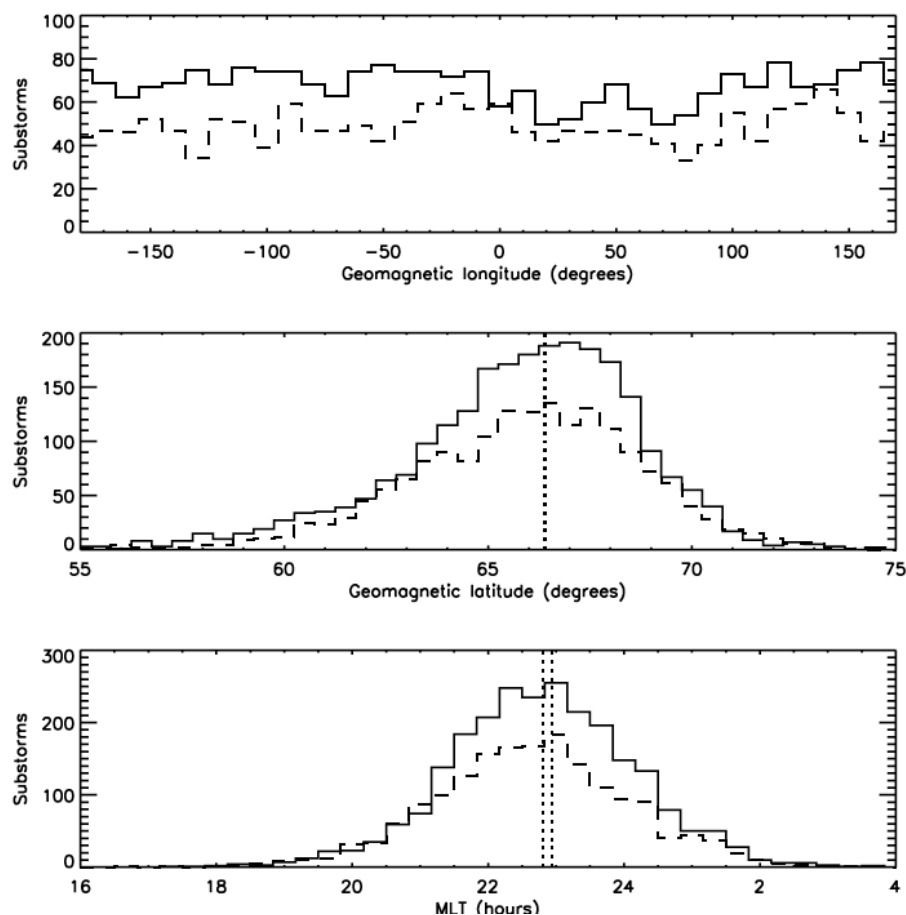 100
80
60
40
20
0
Substorms
-150 -100 -50 0 50 100 150
Geomagnetic longitude (degrees)
200
150
100
50
0
Substorms
55 60 65 70 75
Geomagnetic latitude (degrees)
300
200
100
0
Substorms
16 18 20 22 24 2 4
MLT (hours)